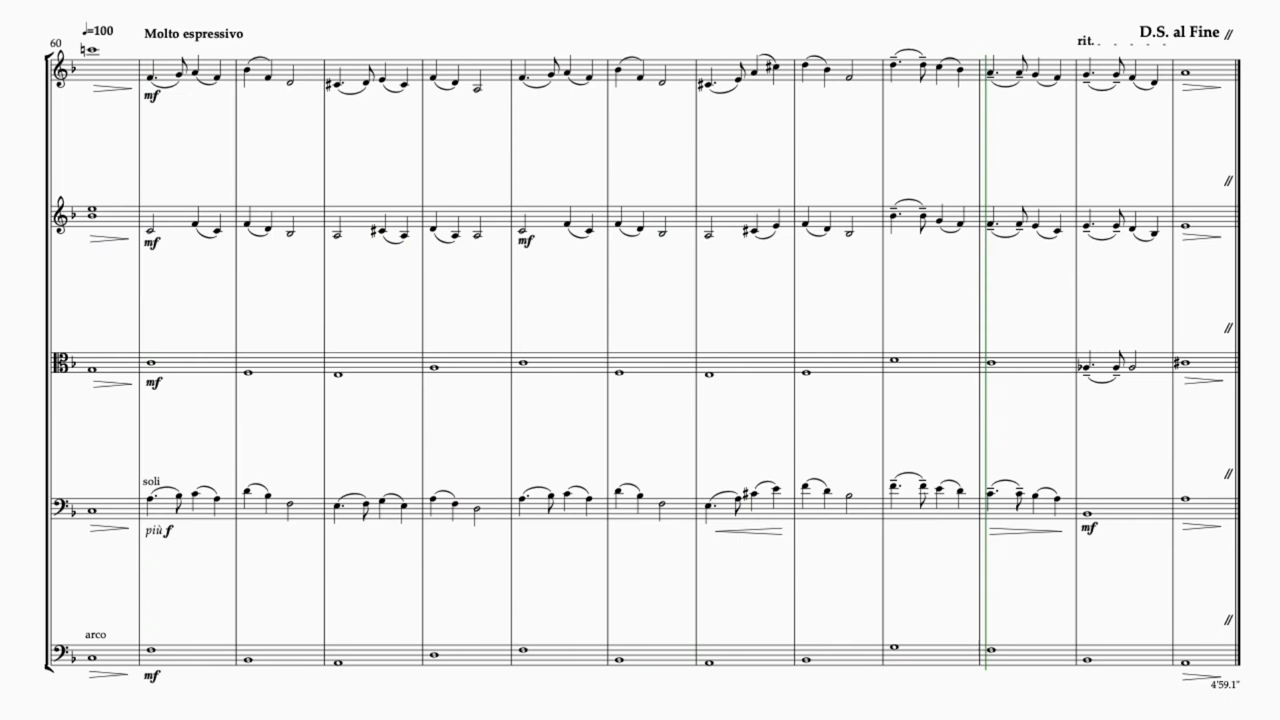 ♩=100 Molto espressivo rit. D.S. al Fine
60
mf
mf
mf
mf
soli
più f
mf
arco
mf
4'59.1"